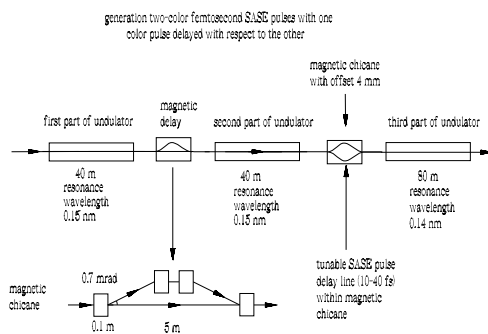 generation two-color femtosecond SASE pulses with one
color pulse delayed with respect to the other
magnetic chicane
with offset 4 mm
first part of undulator
magnetic
delay
second part of undulator
third part of undulator
40 m
resonance
wavelength
0.15 nm
40 m
resonance
wavelength
0.15 nm
80 m
resonance
wavelength
0.14 nm
magnetic
chicane
0.7 mrad
0.1 m
5 m
tunable SASE pulse
delay line (10-40 fs)
within magnetic
chicane